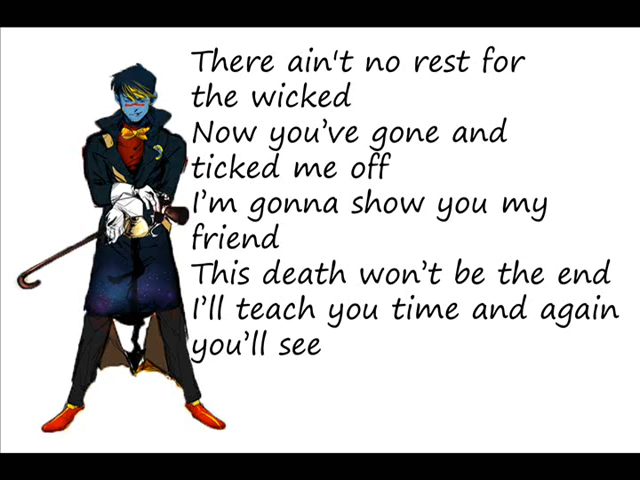 There ain't no rest for
the wicked
Now you’ve gone and
ticked me off
I’m gonna show you my
friend
This death won’t be the end
I’ll teach you time and again
you’ll see